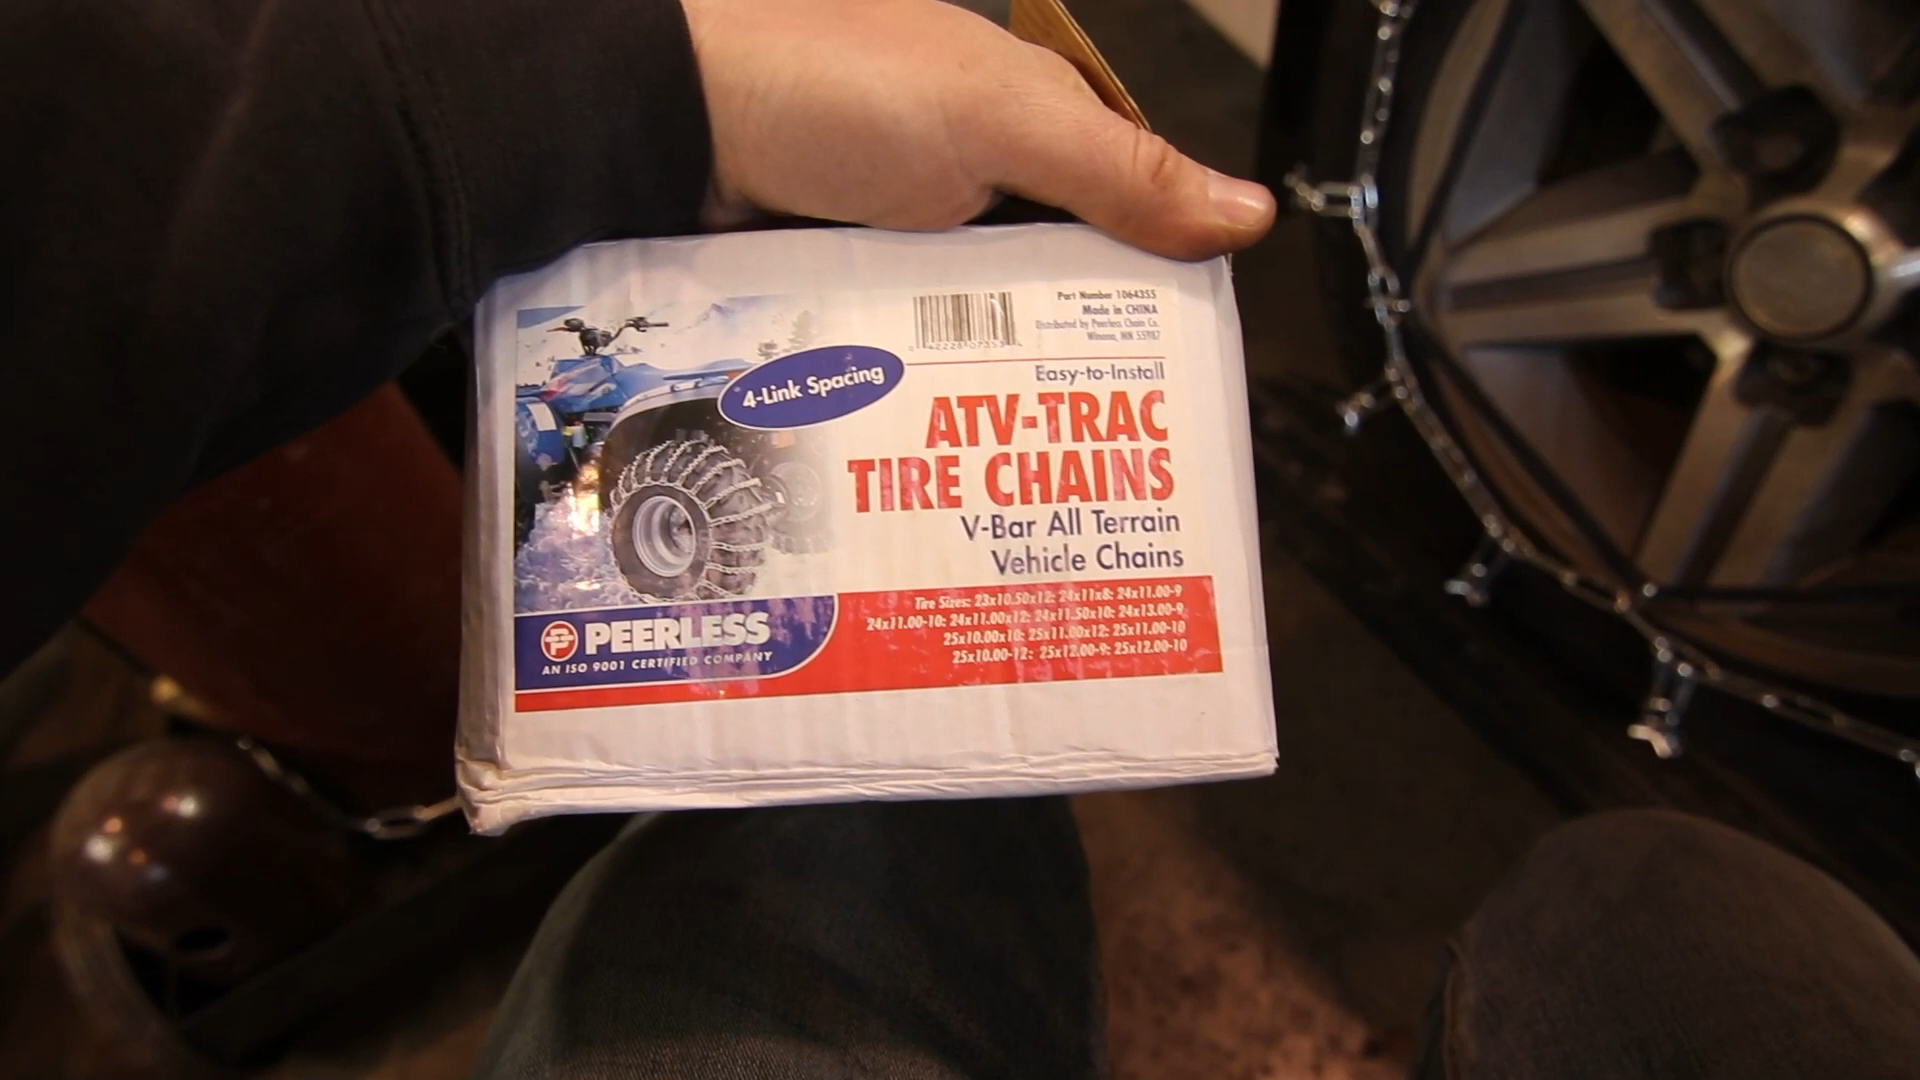 Part Number 1064355
Made in CHINA
Distributed by Peerless Chain Co.
Winona, MN 55987
4-Link Spacing
Easy-to-Install
ATV-TRAC
TIRE CHAINS
V-Bar All Terrain
Vehicle Chains
Tire Sizes: 23x10.50x12: 24x11x8: 24x11.00-9
24x11.00-10: 24x11.00x12: 24x11.50x10: 24x13.00-9
25x10.00x10: 25x11.00x12: 25x11.00-10
25x10.00-12: 25x12.00-9: 25x12.00-10
PEERLESS
AN ISO 9001 CERTIFIED COMPANY